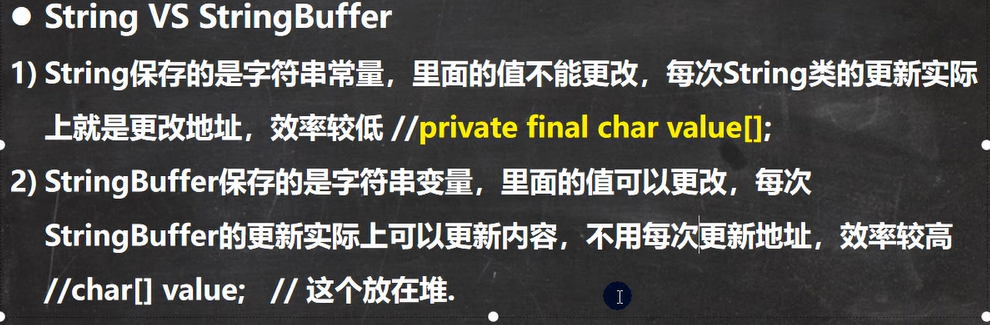 ● String VS StringBuffer
1) String保存的是字符串常量，里面的值不能更改，每次String类的更新实际
上就是更改地址，效率较低 //private final char value[];
2) StringBuffer保存的是字符串变量，里面的值可以更改，每次
StringBuffer的更新实际上可以更新内容，不用每次更新地址，效率较高
//char[] value;   // 这个放在堆.